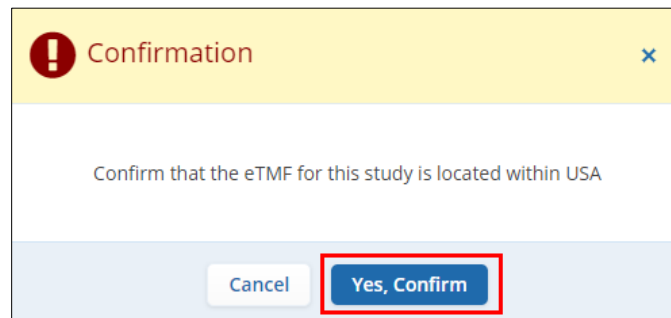 Confirmation
Confirm that the eTMF for this study is located within USA
Cancel
Yes, Confirm